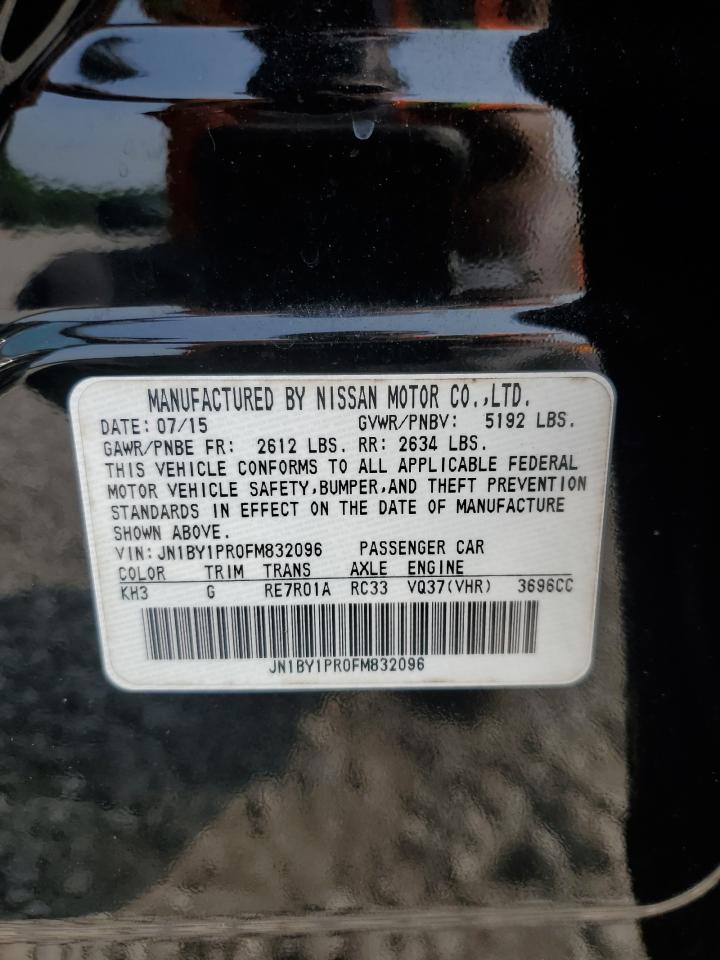 MANUFACTURED BY NISSAN MOTOR CO.,LTD.
DATE: 07/15 GVWR/PNBV: 5192 LBS.
GAWR/PNBE FR: 2612 LBS. RR: 2634 LBS.
THIS VEHICLE CONFORMS TO ALL APPLICABLE FEDERAL
MOTOR VEHICLE SAFETY,BUMPER,AND THEFT PREVENTION
STANDARDS IN EFFECT ON THE DATE OF MANUFACTURE
SHOWN ABOVE.
VIN:JN1BY1PR0FM832096 PASSENGER CAR
COLOR TRIM TRANS AXLE ENGINE
KH3 G RE7R01A RC33 VQ37(VHR) 3696CC
JN1BY1PR0FM832096